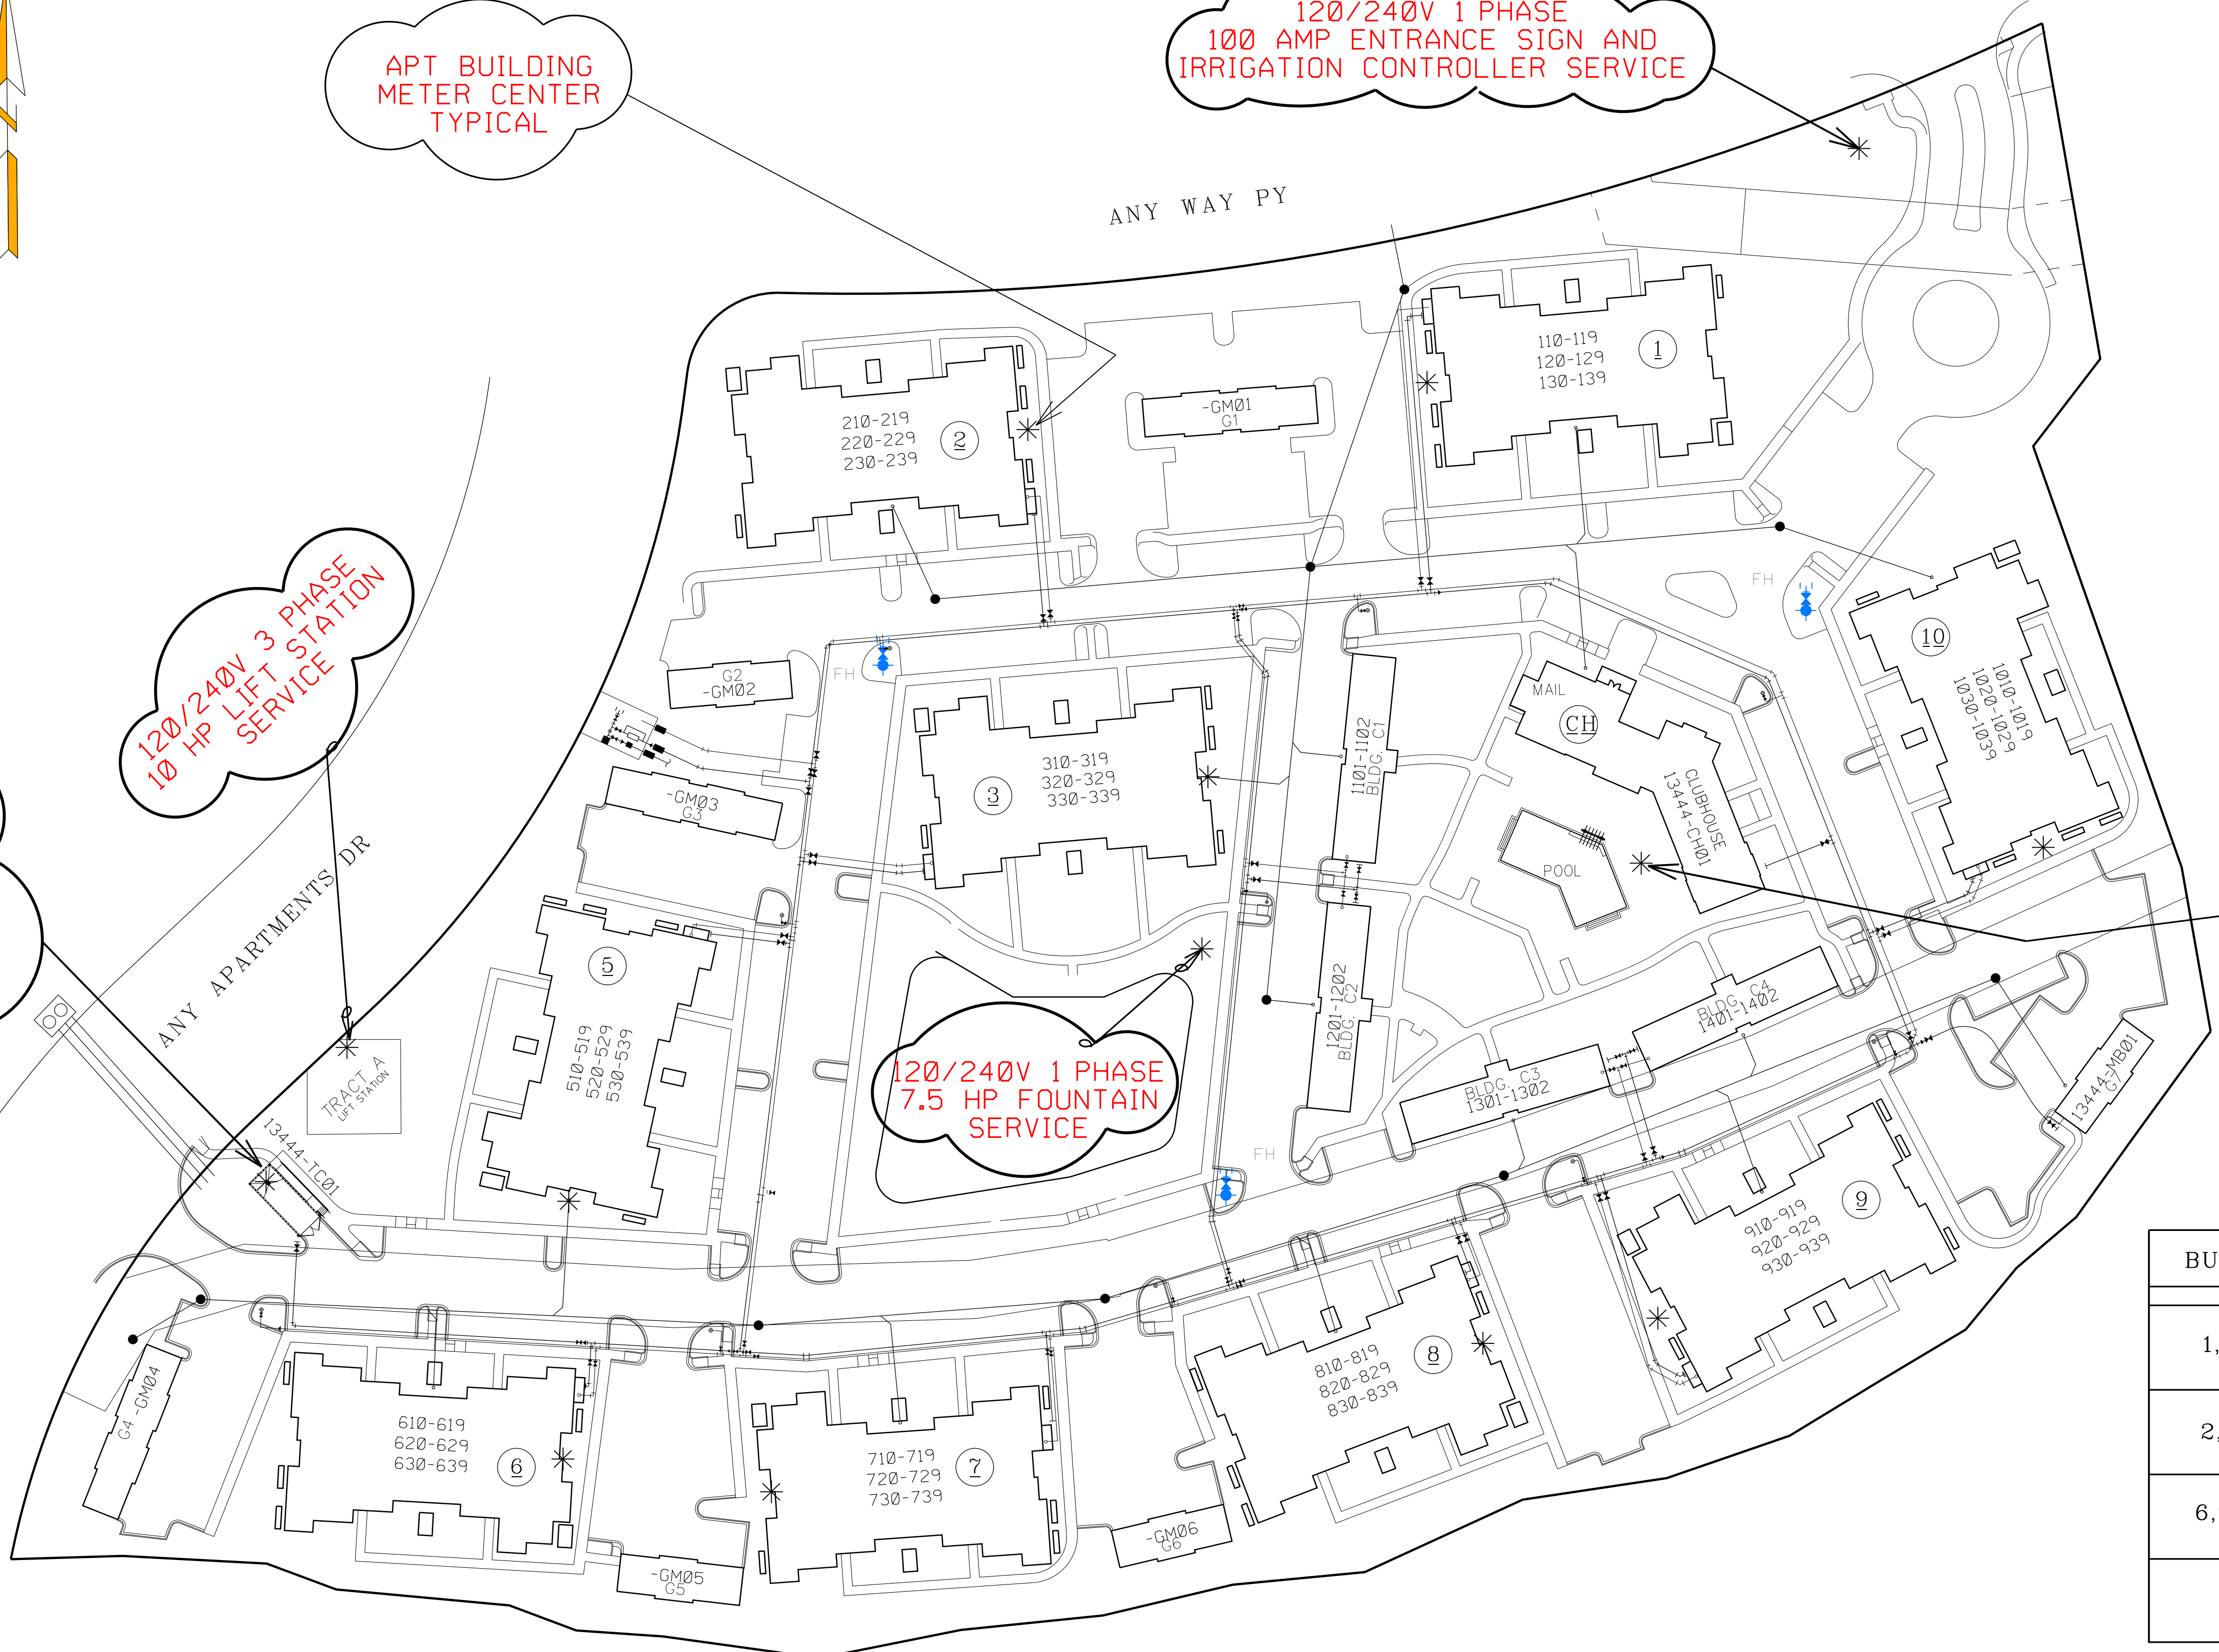 120/240V 1 PHASE
100 AMP ENTRANCE SIGN AND
IRRIGATION CONTROLLER SERVICE
APT BUILDING
METER CENTER
TYPICAL
ANY WAY PY
110-119
120-129
130-139
1
-GM01
G1
210-219
220-229
230-239
2
120/240V 3 PHASE
10 HP LIFT STATION
SERVICE
FH
FH
10
1010-1019
1020-1029
1030-1039
G2
-GM02
MAIL
CH
CLUBHOUSE
13444-CH01
POOL
1101-1102
BLDG. C1
310-319
320-329
330-339
3
-GM03
G3
ANY APARTMENTS DR
5
510-519
520-529
530-539
1201-1202
BLDG. C2
BLDG. C4
1401-1402
BLDG. C3
1301-1302
120/240V 1 PHASE
7.5 HP FOUNTAIN
SERVICE
TRACT A
LIFT STATION
13444-TC01
FH
13444-MB01
G7
910-919
920-929
930-939
9
810-819
820-829
830-839
8
G4 -GM04
610-619
620-629
630-639
6
710-719
720-729
730-739
7
-GM05
G5
-GM06
G6
BU
1,
2,
6,